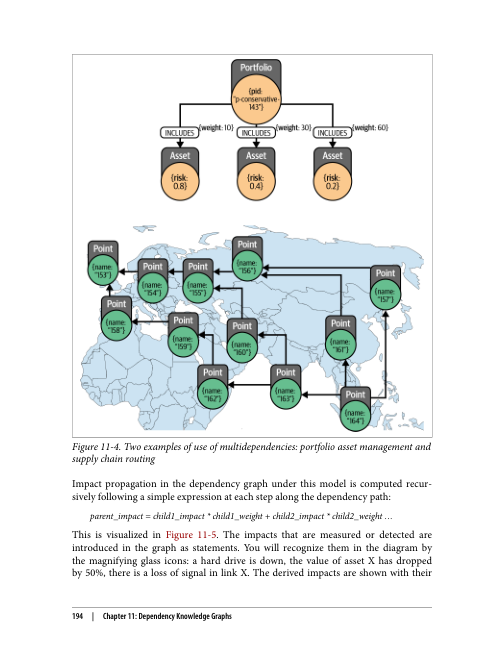 Portfolio
{pid:
"p-conservative-
143"}
INCLUDES
{weight: 10}
INCLUDES
{weight: 30}
INCLUDES
{weight: 60}
Asset
Asset
Asset
{risk:
0.8}
{risk:
0.4}
{risk:
0.2}
Point
{name:
"153"}
Point
{name:
"154"}
Point
{name:
"155"}
Point
{name:
"156"}
Point
{name:
"157"}
Point
{name:
"158"}
Point
{name:
"159"}
Point
{name:
"160"}
Point
{name:
"161"}
Point
{name:
"162"}
Point
{name:
"163"}
Point
{name:
"164"}
Figure 11-4. Two examples of use of multidependencies: portfolio asset management and
supply chain routing
Impact propagation in the dependency graph under this model is computed recur-
sively following a simple expression at each step along the dependency path:
parent_impact = child1_impact * child1_weight + child2_impact * child2_weight …
This is visualized in Figure 11-5. The impacts that are measured or detected are
introduced in the graph as statements. You will recognize them in the diagram by
the magnifying glass icons: a hard drive is down, the value of asset X has dropped
by 50%, there is a loss of signal in link X. The derived impacts are shown with their
194 | Chapter 11: Dependency Knowledge Graphs